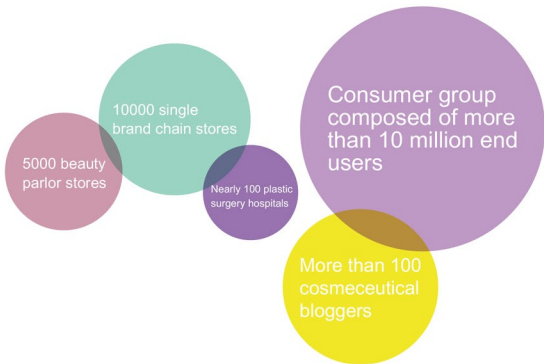 10000 single
brand chain stores
5000 beauty
parlor stores
Nearly 100 plastic
surgery hospitals
Consumer group
composed of more
than 10 million end
users
More than 100
cosmeceutical
bloggers